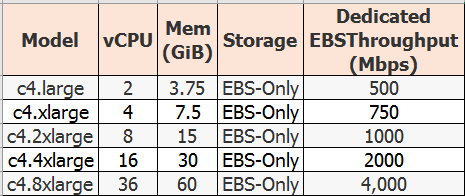 Model vCPU Mem (GiB) Storage Dedicated EBSThroughput (Mbps)
c4.large 2 3.75 EBS-Only 500
c4.xlarge 4 7.5 EBS-Only 750
c4.2xlarge 8 15 EBS-Only 1000
c4.4xlarge 16 30 EBS-Only 2000
c4.8xlarge 36 60 EBS-Only 4,000